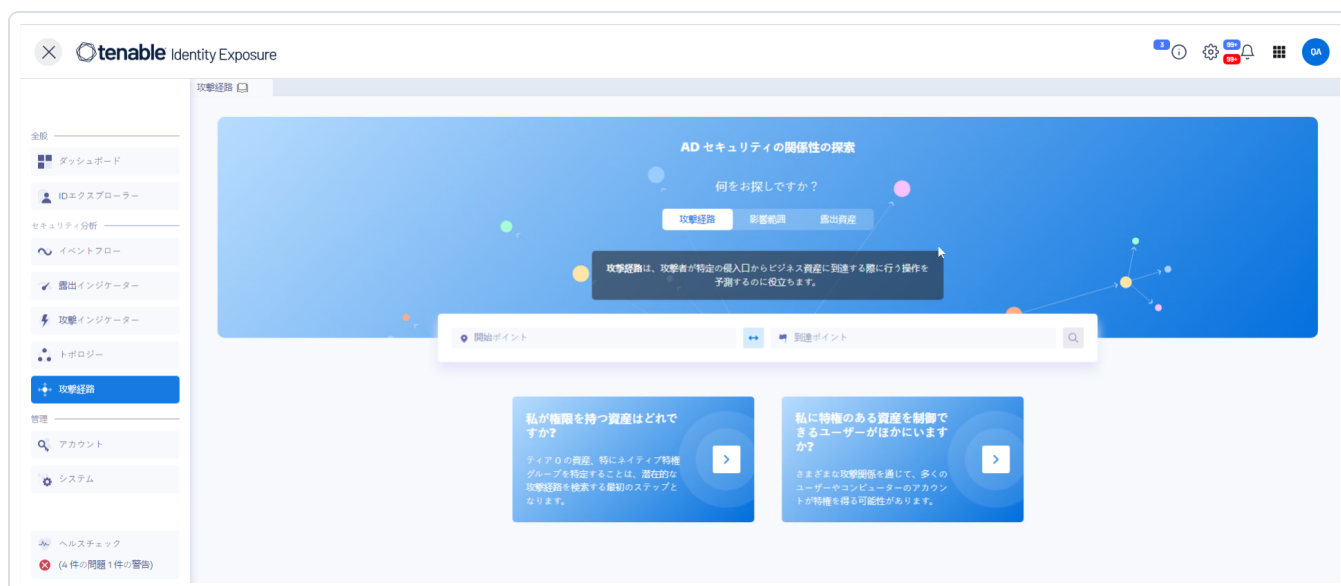 tenable Identity Exposure
3
99+
99+
QA
攻撃経路
全般
ダッシュボード
IDエクスプローラー
セキュリティ分析
イベントフロー
露出インジケーター
攻撃インジケーター
トポロジー
攻撃経路
管理
アカウント
システム
ヘルスチェック
(4 件の問題 1 件の警告)
AD セキュリティの関係性の探索
何をお探しですか？
攻撃経路 影響範囲 露出資産
攻撃経路は、攻撃者が特定の侵入口からビジネス資産に到達する際に行う操作を
予測するのに役立ちます。
開始ポイント
到達ポイント
私が権限を持つ資産はどれで
すか?
ティア 0 の資産、特にネイティブ特権
グループを特定することは、潜在的な
攻撃経路を検索する最初のステップと
なります。
私に特権のある資産を制御で
きるユーザーがほかにいます
か?
さまざまな攻撃関係を通じて、多くの
ユーザーやコンピューターのアカウン
トが特権を得る可能性があります。